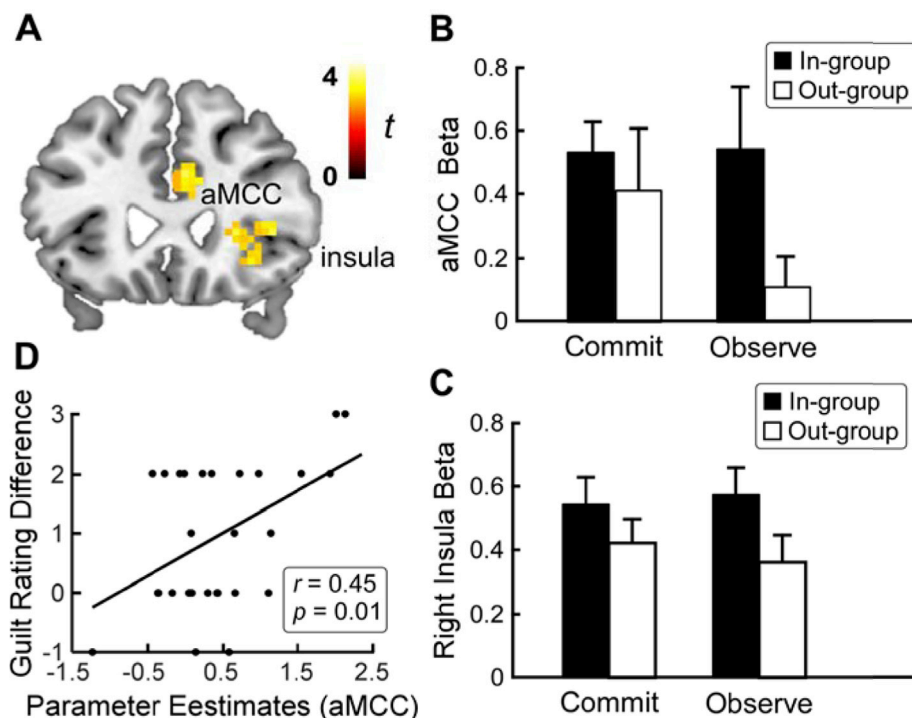 A
4
t
0
aMCC
insula
B
In-group
Out-group
0.8
0.6
0.4
0.2
0
aMCC Beta
Commit Observe
C
In-group
Out-group
0.8
0.6
0.4
0.2
0
Right Insula Beta
Commit Observe
D
3
2
1
0
-1
Guilt Rating Difference
r = 0.45
p = 0.01
-1.5 -0.5 0.5 1.5 2.5
Parameter Eestimates (aMCC)